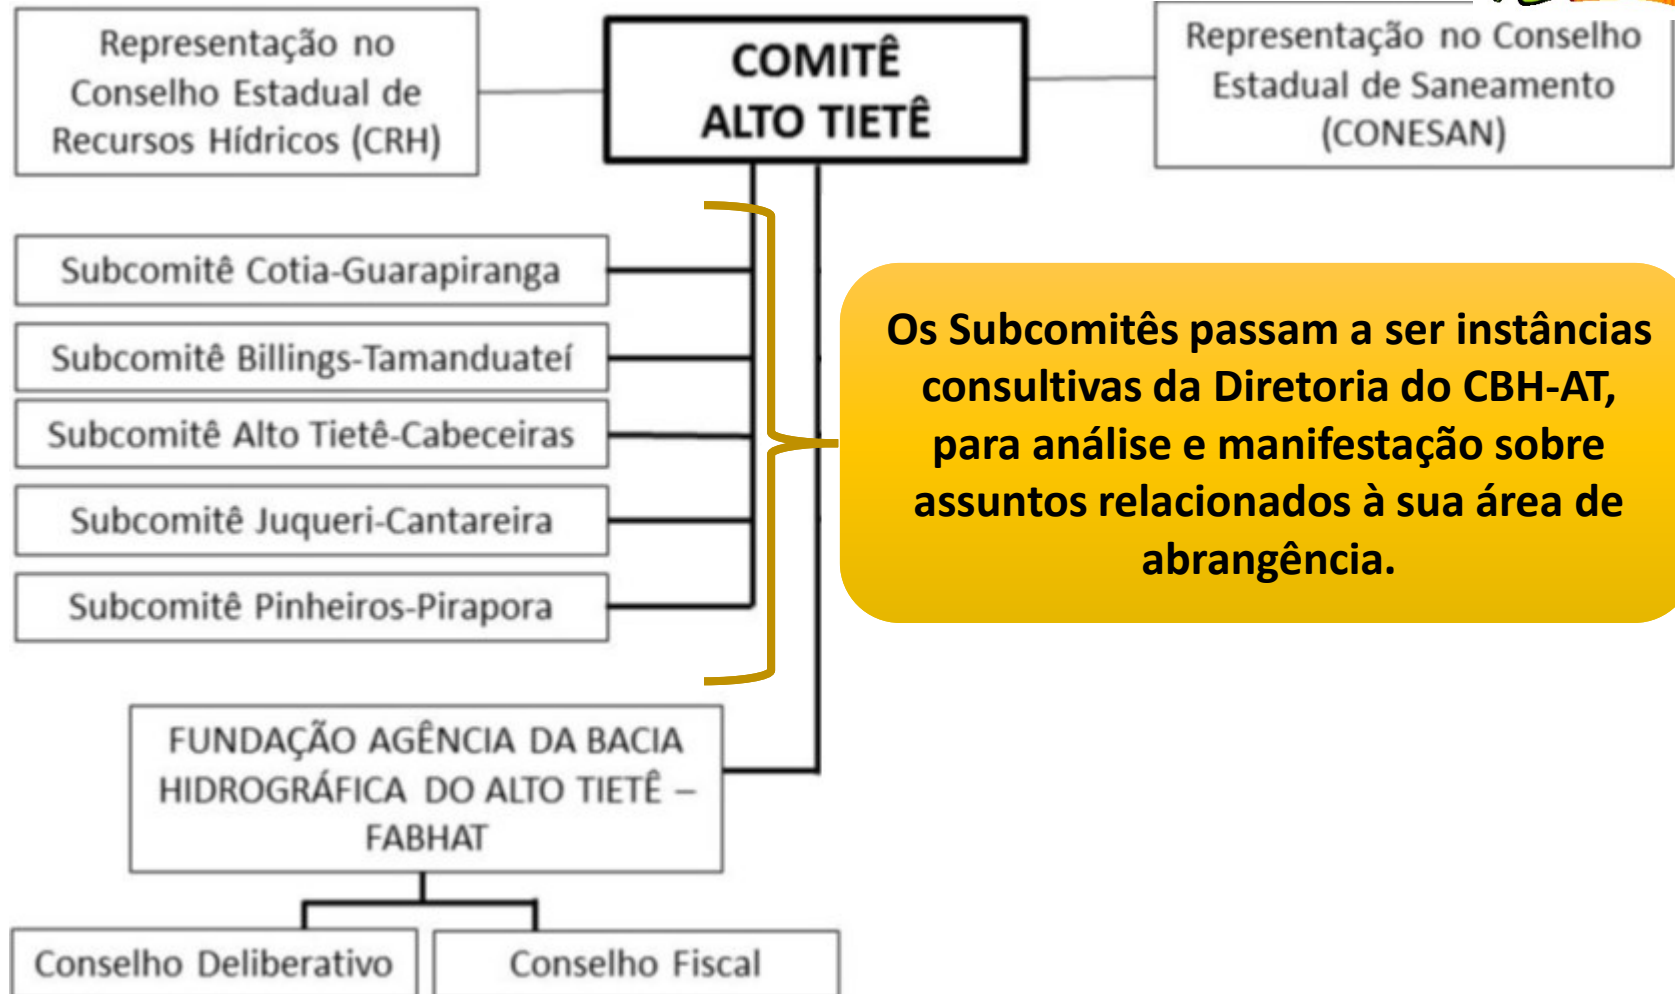 Representação no
Conselho Estadual de
Recursos Hídricos (CRH)
COMITÊ
ALTO TIETÊ
Representação no Conselho
Estadual de Saneamento
(CONESAN)
Subcomitê Cotia-Guarapiranga
Subcomitê Billings-Tamanduateí
Subcomitê Alto Tietê-Cabeceiras
Subcomitê Juqueri-Cantareira
Subcomitê Pinheiros-Pirapora
Os Subcomitês passam a ser instâncias
consultivas da Diretoria do CBH-AT,
para análise e manifestação sobre
assuntos relacionados à sua área de
abrangência.
FUNDAÇÃO AGÊNCIA DA BACIA
HIDROGRÁFICA DO ALTO TIETÊ –
FABHAT
Conselho Deliberativo
Conselho Fiscal